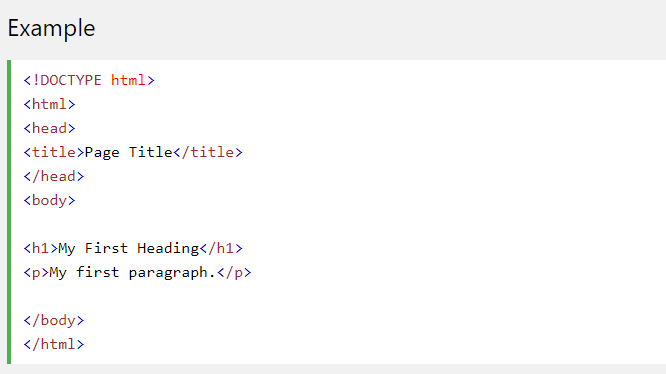 Example
<!DOCTYPE html>
<html>
<head>
<title>Page Title</title>
</head>
<body>
<h1>My First Heading</h1>
<p>My first paragraph.</p>
</body>
</html>